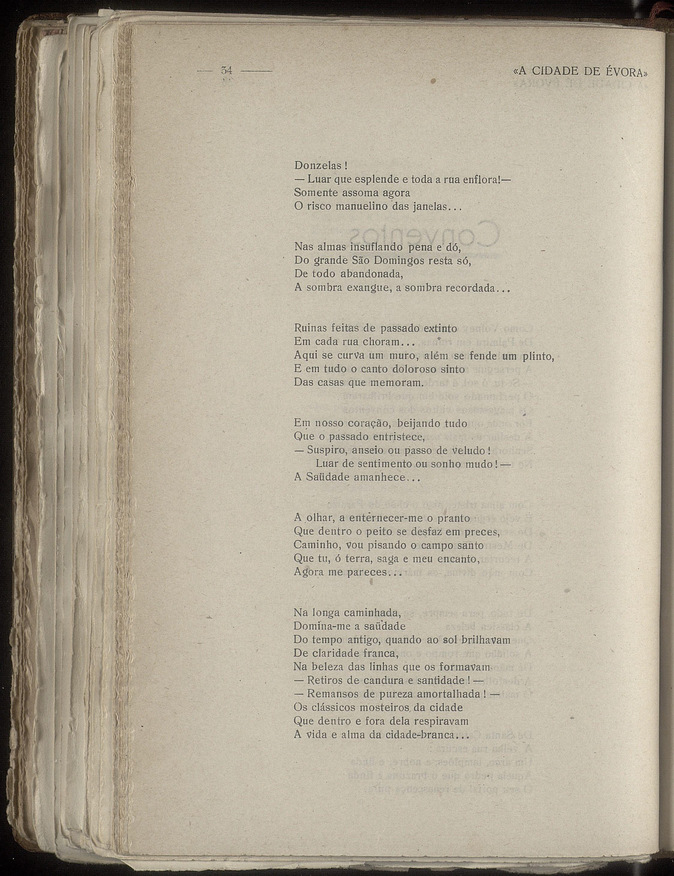 — 34 —
«A CIDADE DE ÉVORA»
Donzelas !
— Luar que esplende e toda a rua enflora!—
Somente assoma agora
O risco manuelino das janelas...
Nas almas insuflando pena e dó,
Do grande São Domingos resta só,
De todo abandonada,
A sombra exangue, a sombra recordada...
Ruinas feitas de passado extinto
Em cada rua choram...
Aqui se curva um muro, além se fende um plinto,
E em tudo o canto doloroso sinto
Das casas que memoram.
Em nosso coração, beijando tudo
Que o passado entristece,
— Suspiro, anseio ou passo de veludo !
Luar de sentimento ou sonho mudo ! —
A Saüdade amanhece...
A olhar, a enternecer-me o pranto
Que dentro o peito se desfaz em preces,
Caminho, vou pisando o campo santo
Que tu, ó terra, saga e meu encanto,
Agora me pareces...
Na longa caminhada,
Domina-me a saüdade
Do tempo antigo, quando ao sol brilhavam
De claridade franca,
Na beleza das linhas que os formavam
— Retiros de candura e santidade ! —
— Remansos de pureza amortalhada ! —
Os clássicos mosteiros da cidade
Que dentro e fora dela respiravam
A vida e alma da cidade-branca...